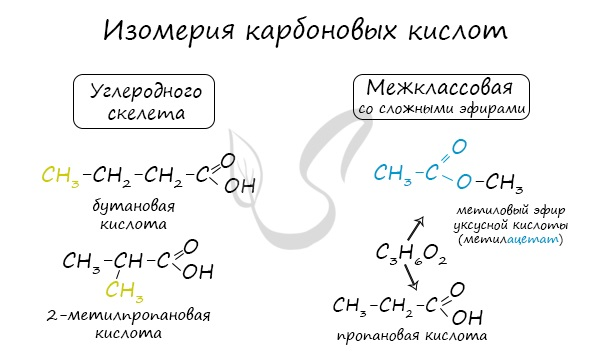 Изомерия карбоновых кислот
Углеродного
скелета
CH3-CH2-CH2-C
O
OH
бутановая
кислота
CH3-CH-C
O
OH
CH3
2-метилпропановая
кислота
Межклассовая
со сложными эфирами
O
CH3-C
O-CH3
метиловый эфир
уксусной кислоты
(метилацетат)
C3H6O2
CH3-CH2-C
O
OH
пропановая кислота